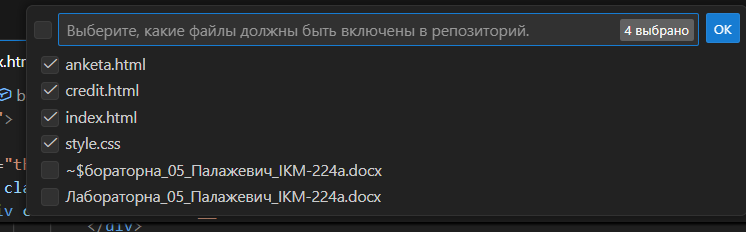 Выберите, какие файлы должны быть включены в репозиторий.
4 выбрано
OK
anketa.html
credit.html
index.html
style.css
~$бораторна_05_Палажевич_ІКМ-224а.docx
Лабораторна_05_Палажевич_ІКМ-224а.docx
</div>